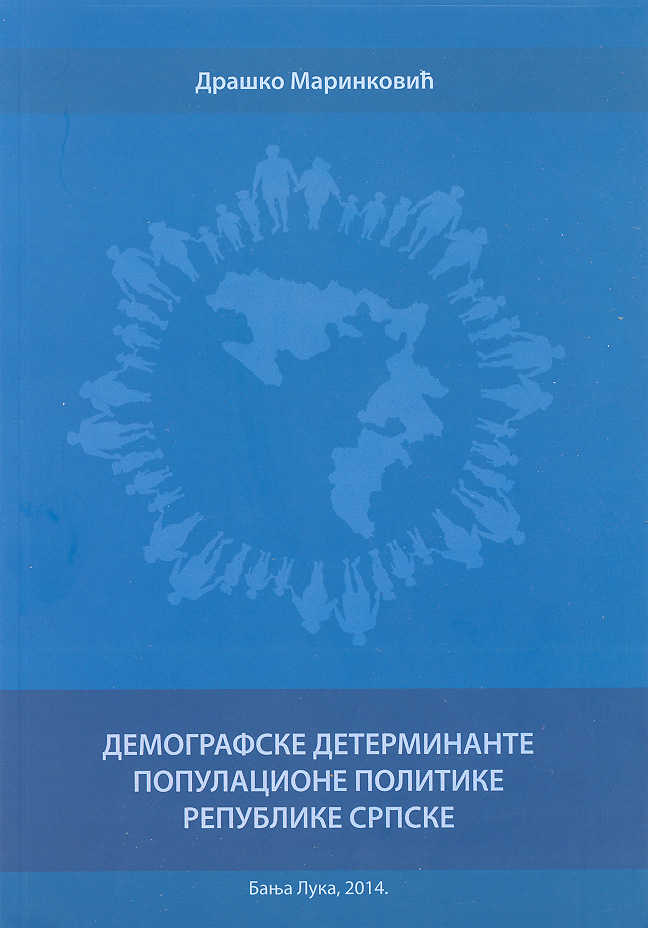 Драшко Маринковић
ДЕМОГРАФСКЕ ДЕТЕРМИНАНТЕ
ПОПУЛАЦИОНЕ ПОЛИТИКЕ
РЕПУБЛИКЕ СРПСКЕ
Бања Лука, 2014.